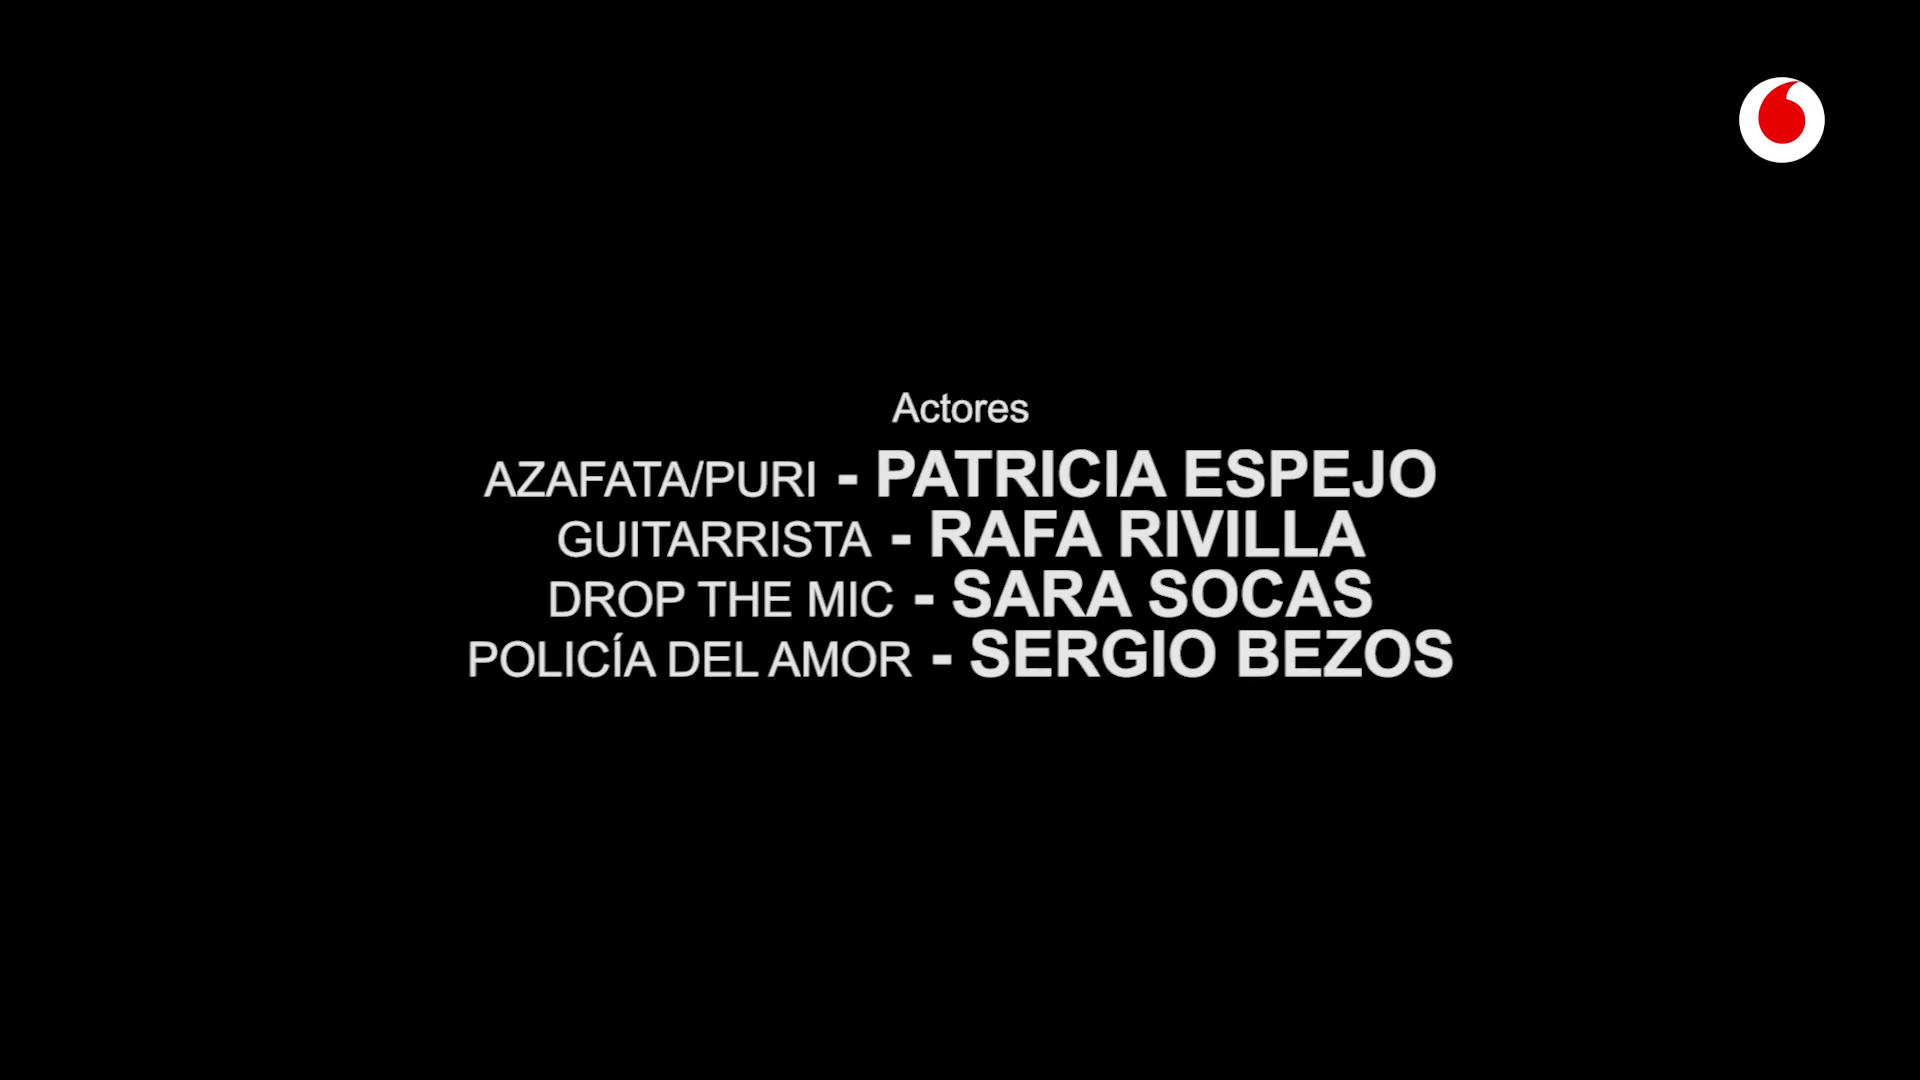 Actores
AZAFATA/PURI - PATRICIA ESPEJO
GUITARRISTA - RAFA RIVILLA
DROP THE MIC - SARA SOCAS
POLICÍA DEL AMOR - SERGIO BEZOS